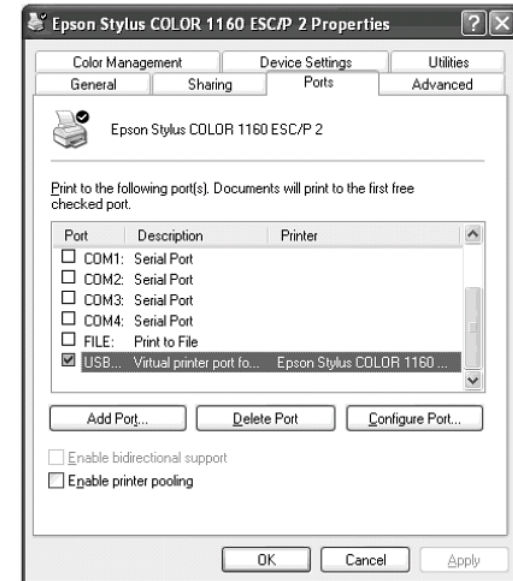 Epson Stylus COLOR 1160 ESC/P 2 Properties
Color Management Device Settings Utilities
General Sharing Ports Advanced
Epson Stylus COLOR 1160 ESC/P 2
Print to the following port(s). Documents will print to the first free
checked port.
Port Description Printer
COM1: Serial Port
COM2: Serial Port
COM3: Serial Port
COM4: Serial Port
FILE: Print to File
USB... Virtual printer port fo... Epson Stylus COLOR 1160 ...
Add Port... Delete Port Configure Port...
Enable bidirectional support
Enable printer pooling
OK Cancel Apply